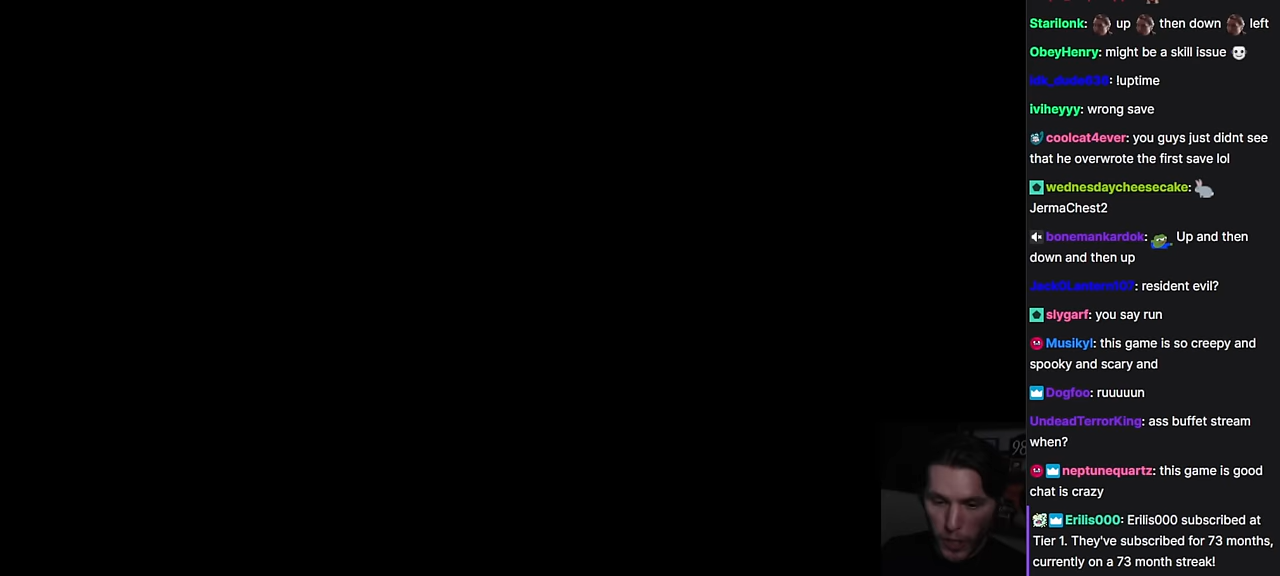 Starilonk: up then down left
ObeyHenry: might be a skill issue
: !uptime
iviheyyy: wrong save
coolcat4ever: you guys just didnt see
that he overwrote the first save lol
wednesdaycheesecake:
JermaChest2
bonemankardok: Up and then
down and then up
: resident evil?
slygarf: you say run
Musikyl: this game is so creepy and
spooky and scary and
Dogfoo: ruuuuun
UndeadTerrorKing: ass buffet stream
when?
neptunequartz: this game is good
chat is crazy
98
Erilis000: Erilis000 subscribed at
Tier 1. They've subscribed for 73 months,
currently on a 73 month streak!